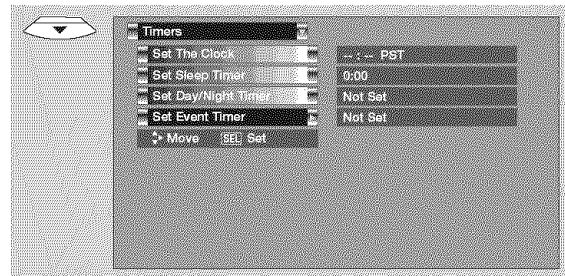 Timers
Set The Clock -- : -- PST
Set Sleep Timer 0:00
Set Day/Night Timer Not Set
Set Event Timer Not Set
Move SEL Set